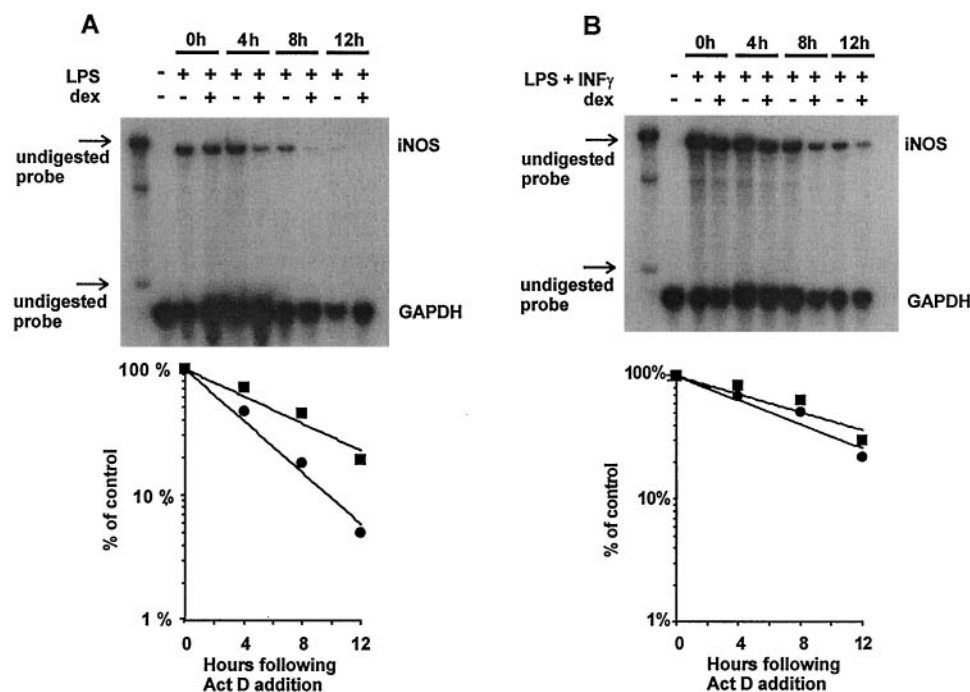 A
0h 4h 8h 12h
LPS - + + + + + + + +
dex - - + - + - + - +
undigested probe
iNOS
undigested probe
GAPDH
100 %
10 %
1 %
% of control
0 4 8 12
Hours following
Act D addition
B
0h 4h 8h 12h
LPS + INFγ - + + + + + + + +
dex - - + - + - + - +
undigested probe
iNOS
undigested probe
GAPDH
100%
10%
1%
% of control
0 4 8 12
Hours following
Act D addition